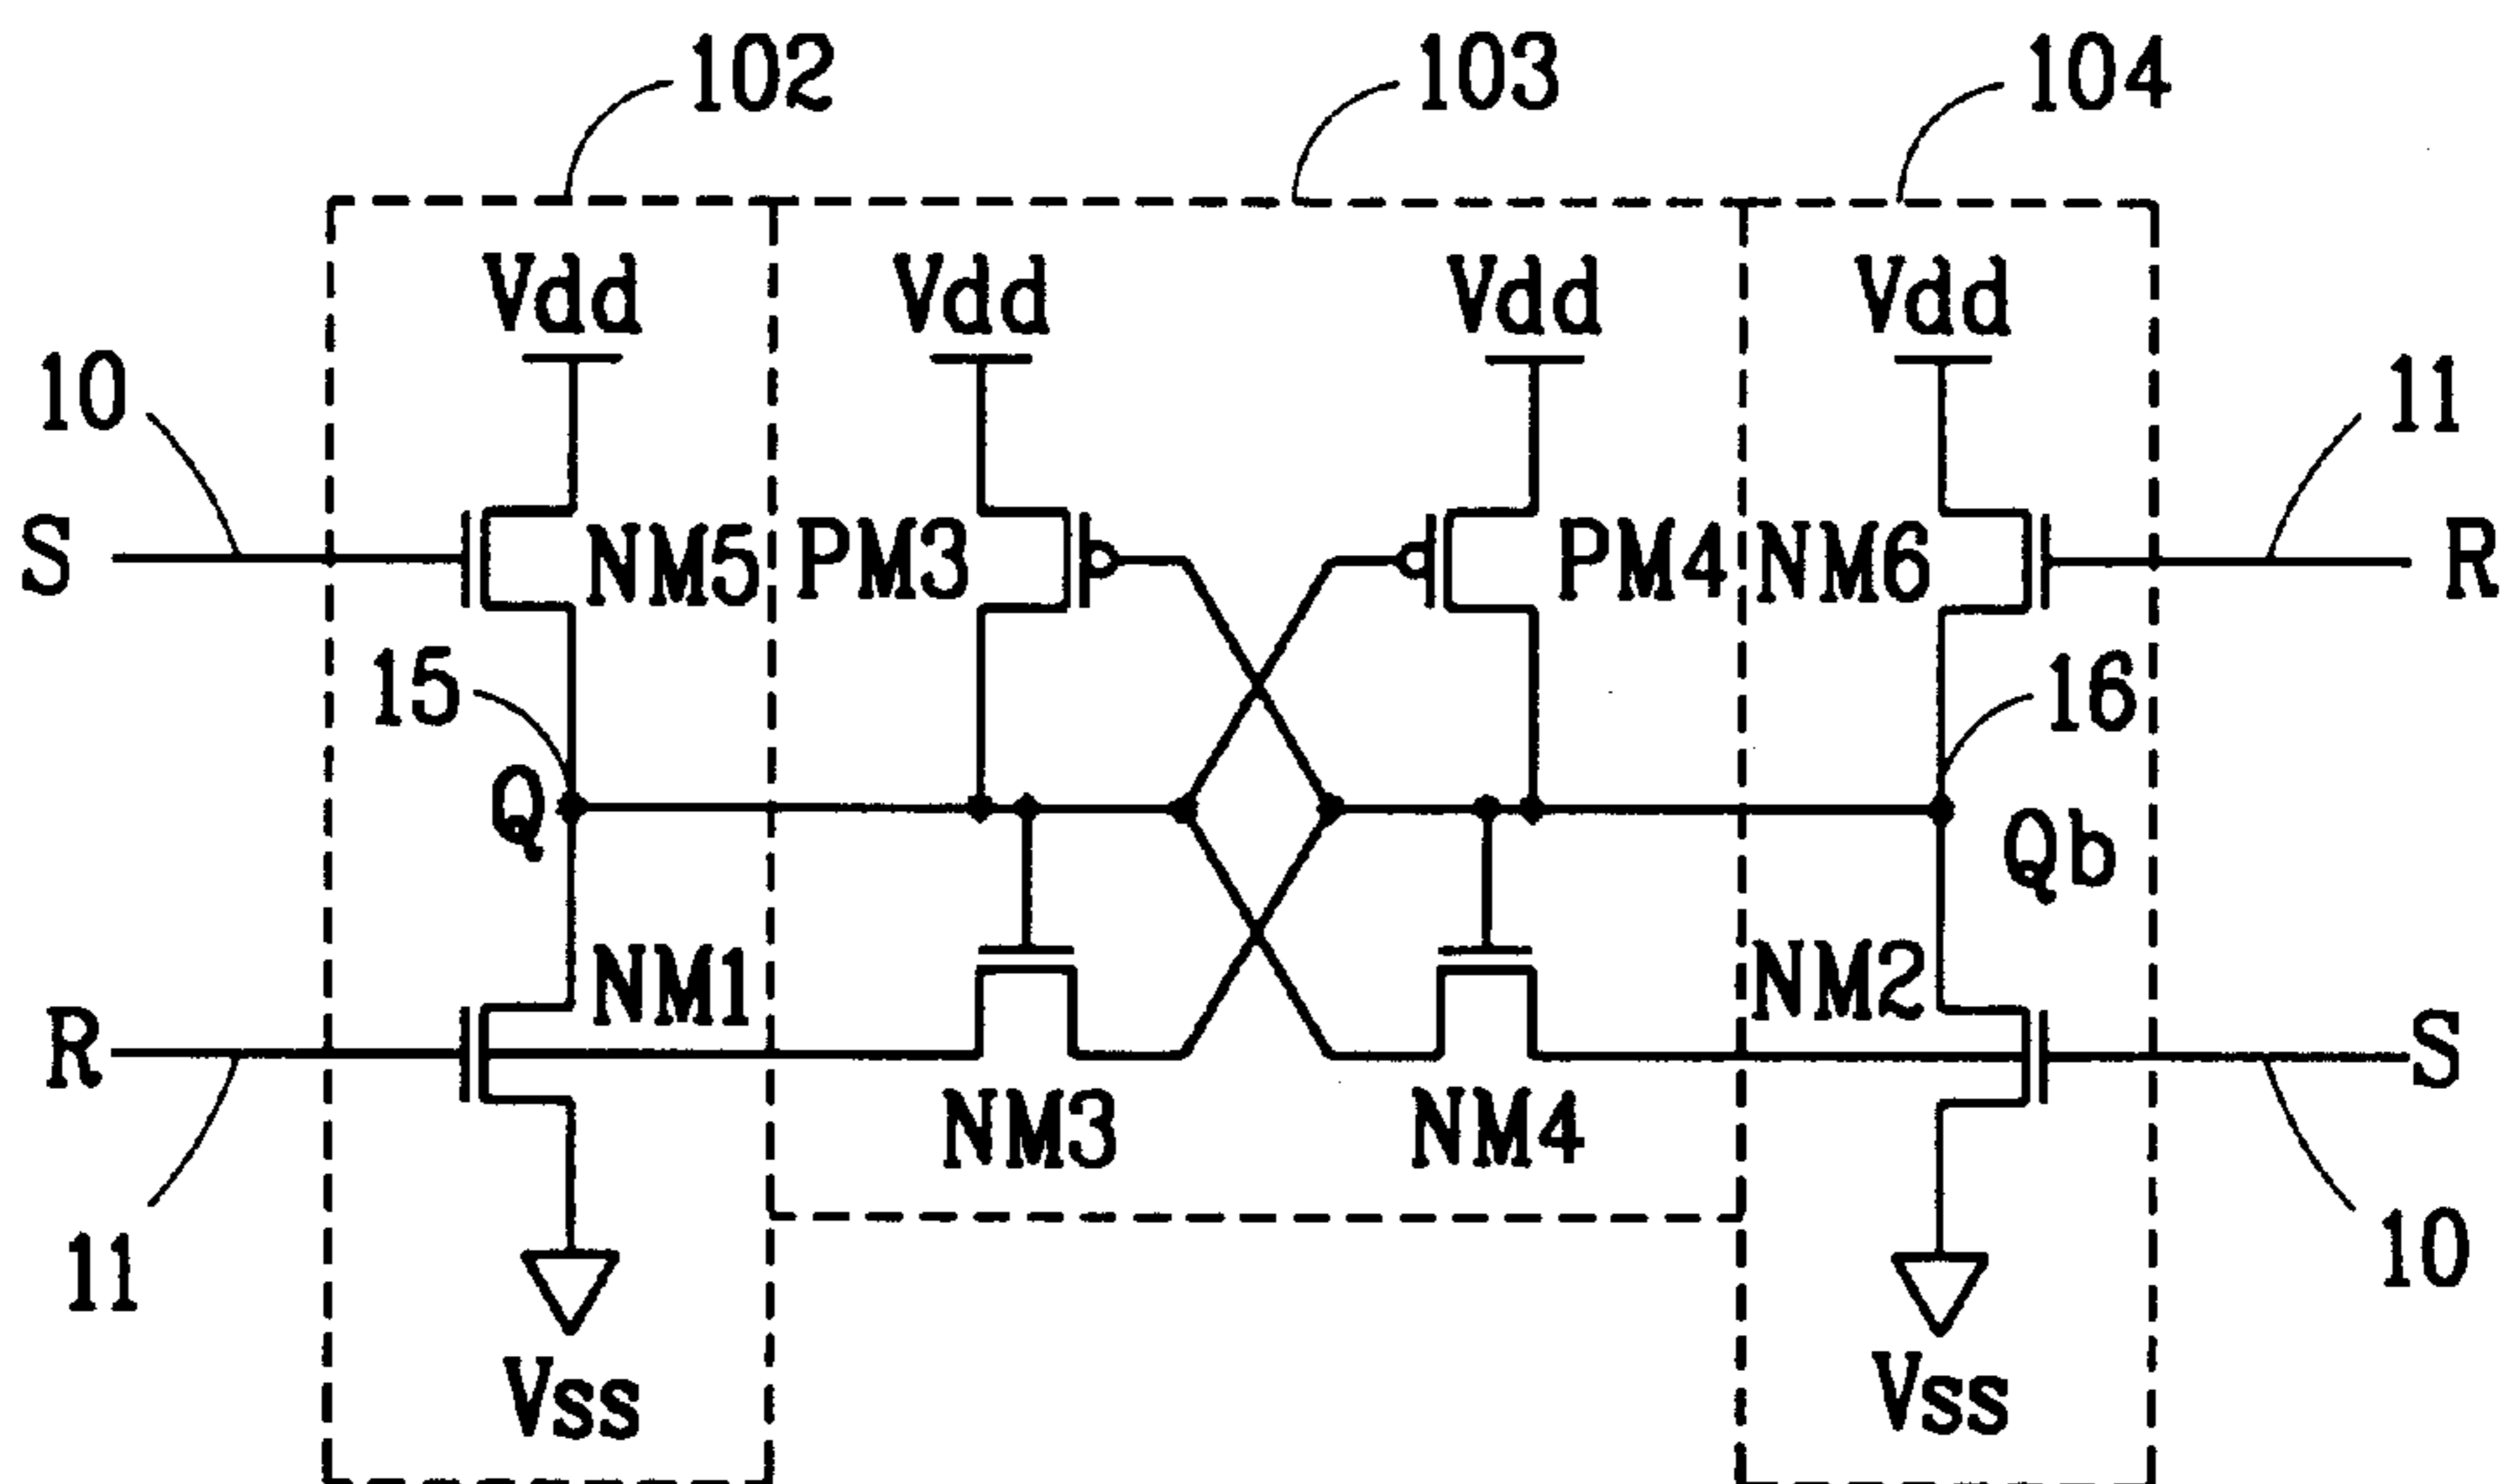 102 103 104
Vdd Vdd Vdd Vdd
10 11
S NM5 PM3 PM4 NM6 R
15 16
Q Qb
NM1 NM2
R S
NM3 NM4
11 10
Vss Vss